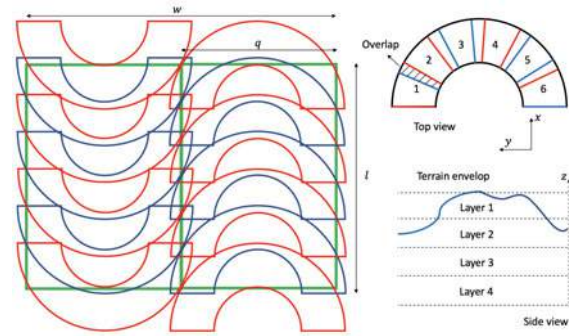 w
q
l
Overlap
1
2
3
4
5
6
Top view
x
y
Terrain envelop
z
Layer 1
Layer 2
Layer 3
Layer 4
Side view